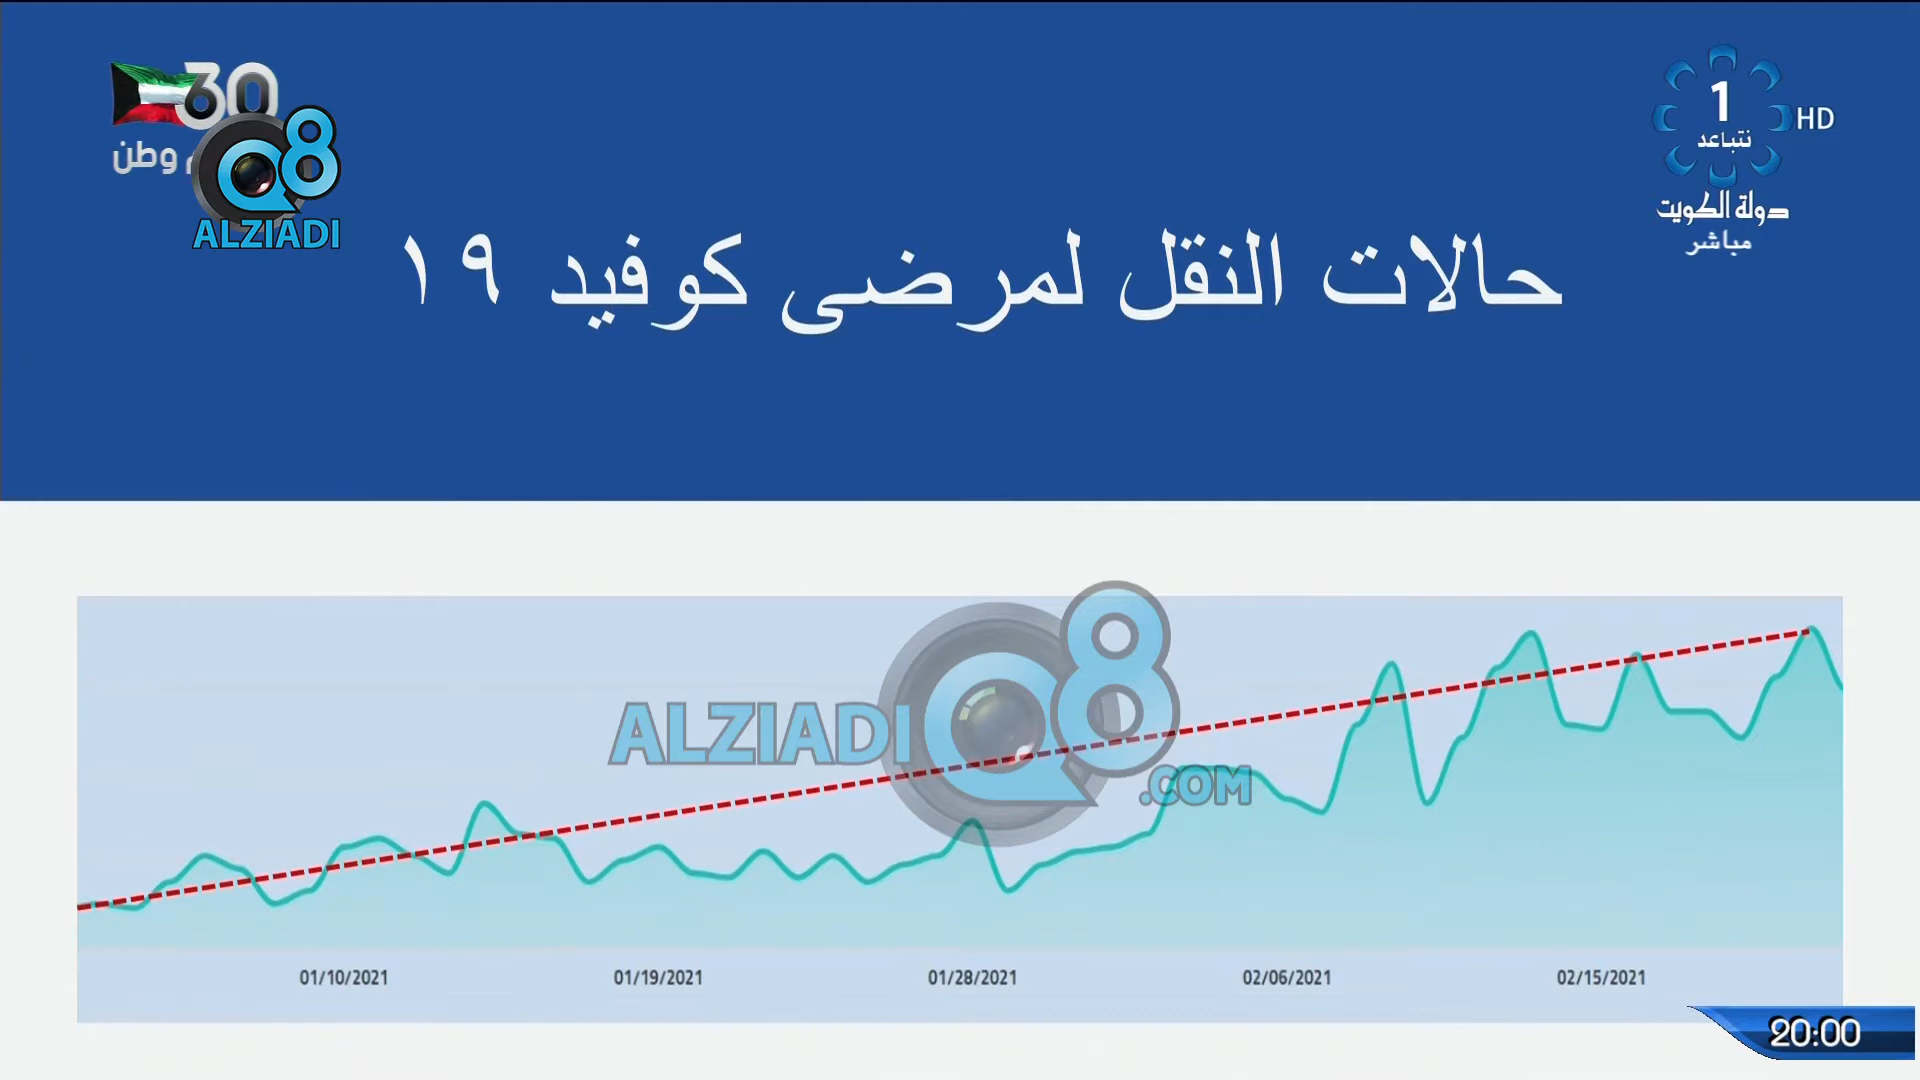 30
وطن
Q8
ALZIADI
1
نتباعد
HD
دولة الكويت
مباشر
حالات النقل لمرضى كوفيد ١٩
ALZIADI
Q8
.COM
01/10/2021
01/19/2021
01/28/2021
02/06/2021
02/15/2021
20:00